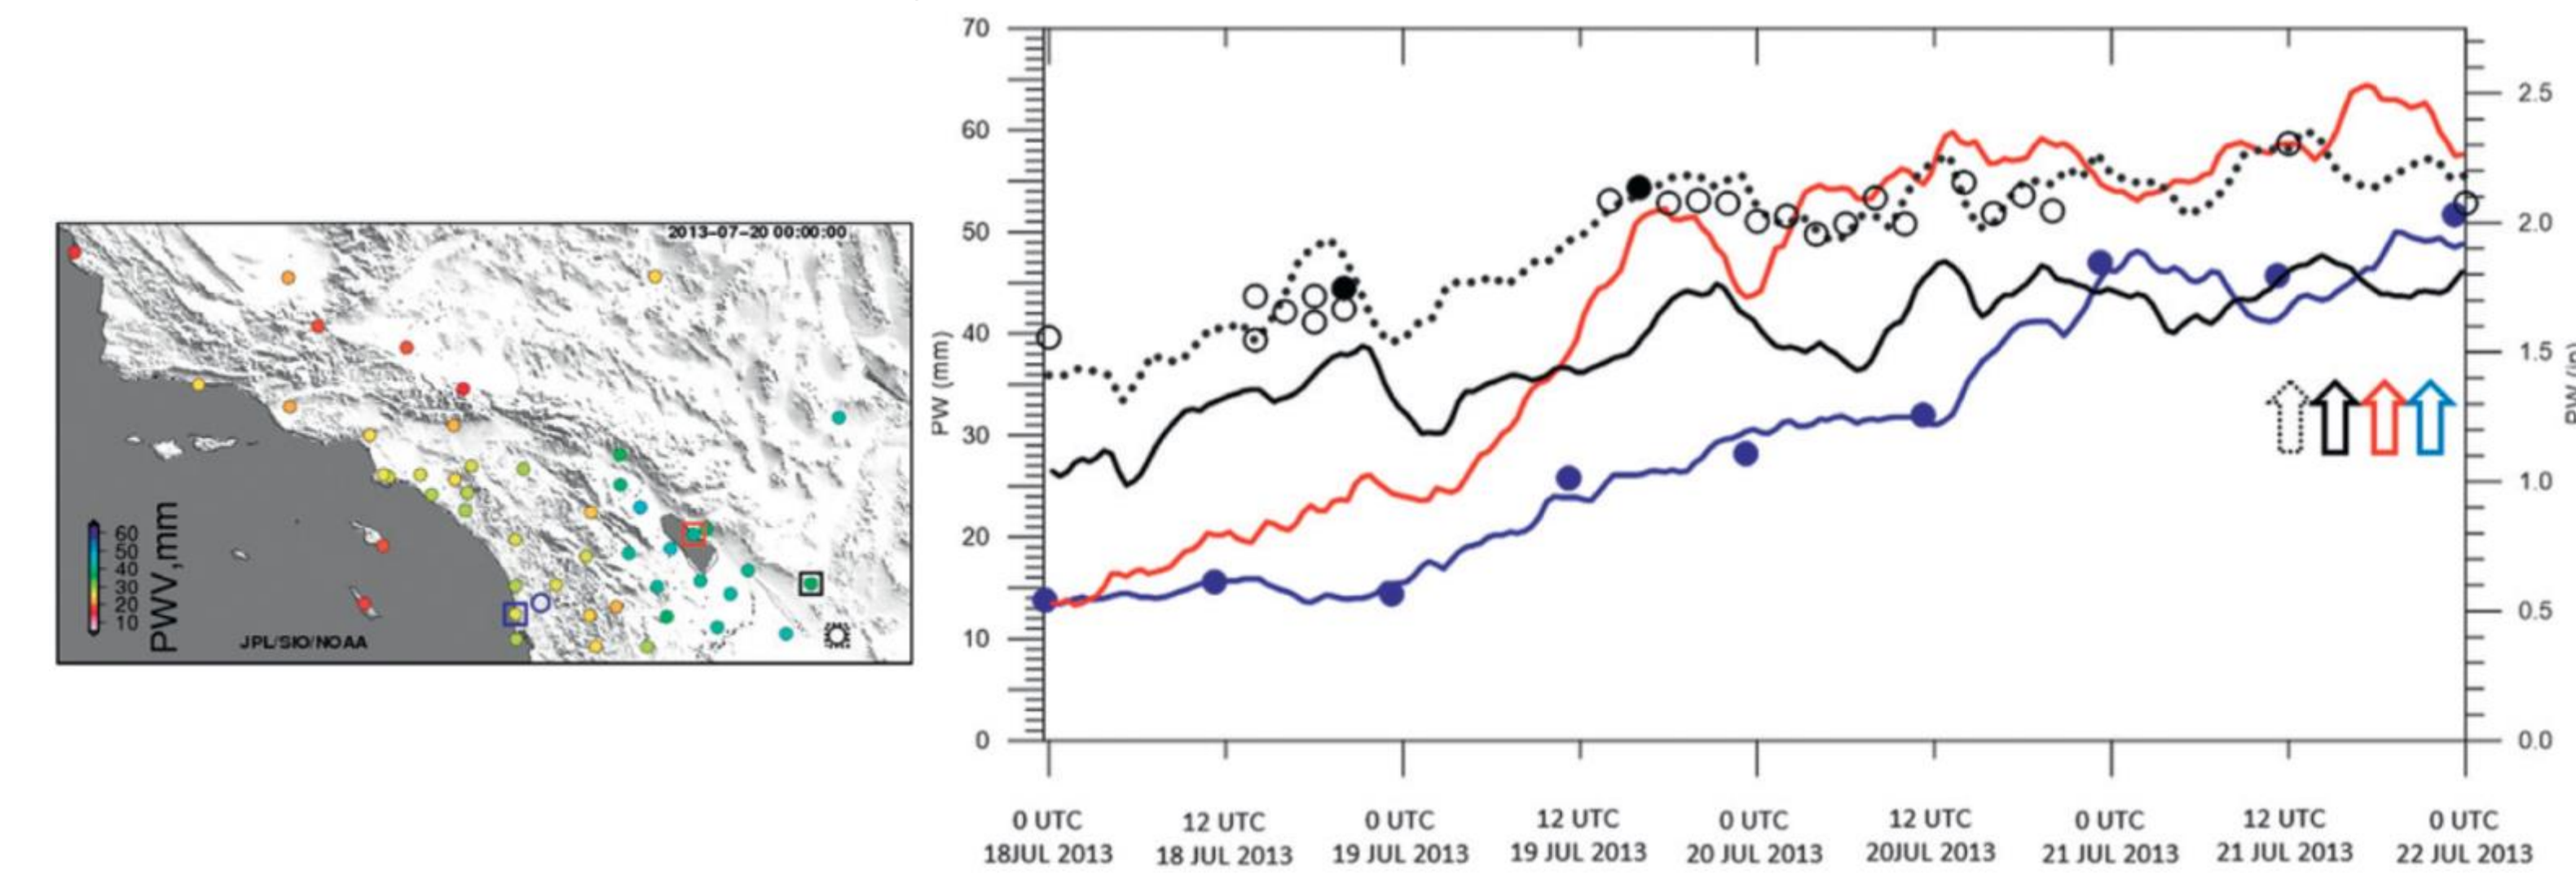 2013-07-20 00:00:00
60
50
40
30
20
10
PWV,mm
JPL/SIO/NOAA
70
60
50
40
30
20
10
0
PW (mm)
2.5
2.0
1.5
1.0
0.5
0.0
0 UTC
18JUL 2013
12 UTC
18 JUL 2013
0 UTC
19 JUL 2013
12 UTC
19 JUL 2013
0 UTC
20 JUL 2013
12 UTC
20JUL 2013
0 UTC
21 JUL 2013
12 UTC
21 JUL 2013
0 UTC
22 JUL 2013